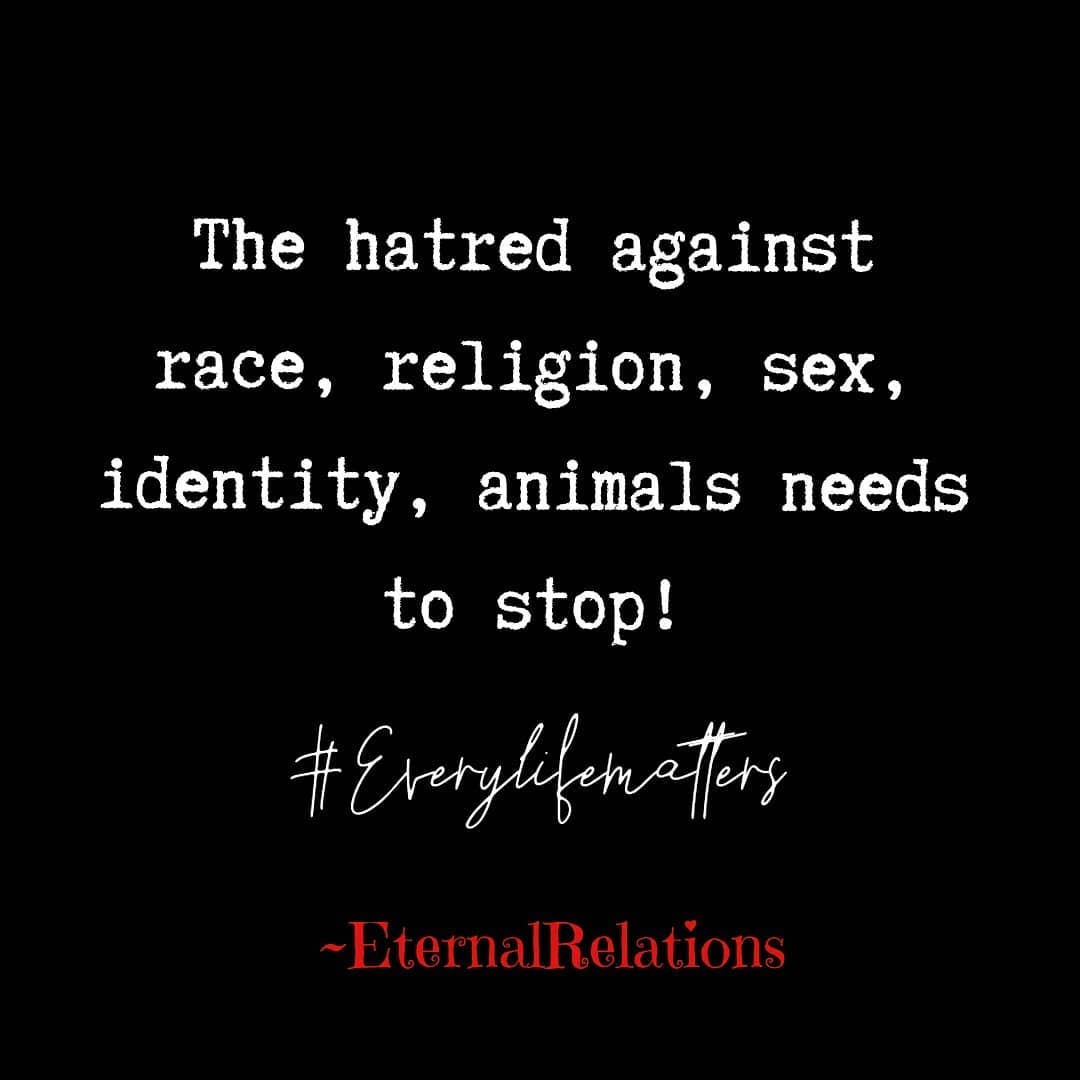 The hatred against
race, religion, sex,
identity, animals needs
to stop!
#Everylifematters
~EternalRelations